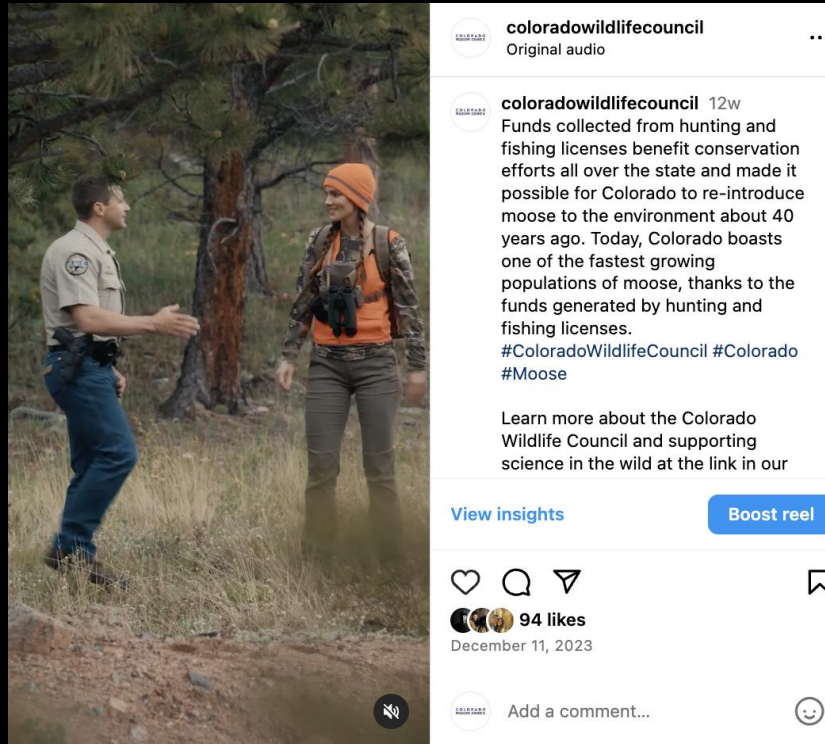 coloradowildlifecouncil
Original audio
coloradowildlifecouncil 12w
Funds collected from hunting and
fishing licenses benefit conservation
efforts all over the state and made it
possible for Colorado to re-introduce
moose to the environment about 40
years ago. Today, Colorado boasts
one of the fastest growing
populations of moose, thanks to the
funds generated by hunting and
fishing licenses.
#ColoradoWildlifeCouncil #Colorado
#Moose
Learn more about the Colorado
Wildlife Council and supporting
science in the wild at the link in our
View insights
Boost reel
94 likes
December 11, 2023
Add a comment...